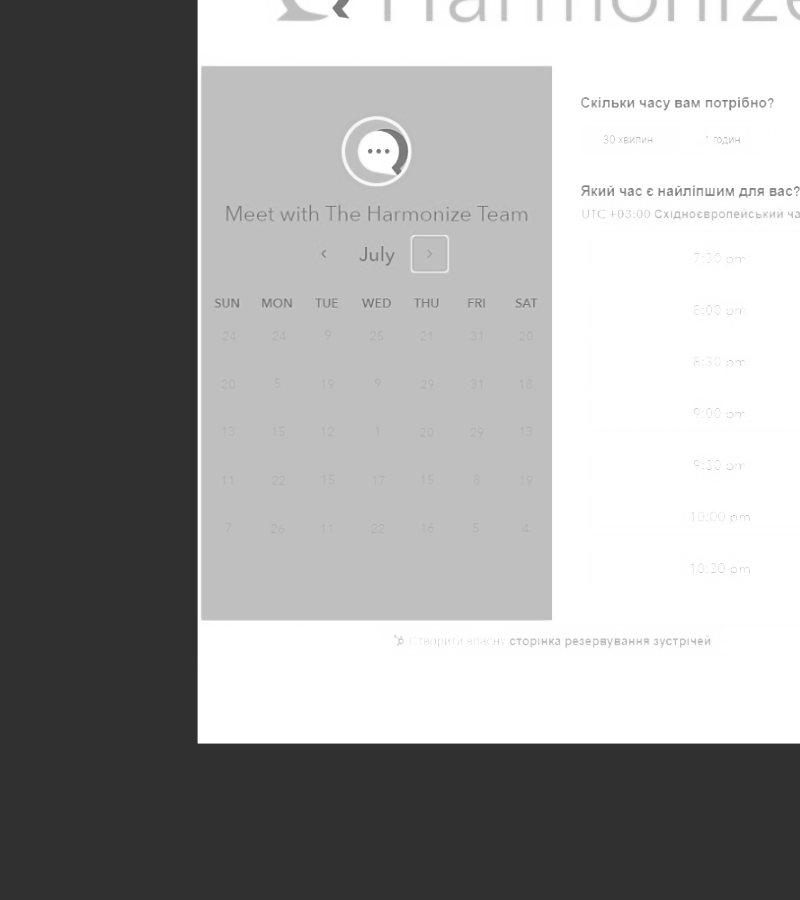 Harmonize
Meet with The Harmonize Team
‹ July ›
SUN MON TUE WED THU FRI SAT
24 24 9 25 21 31 20
20 5 19 9 29 31 18
13 15 12 1 20 29 13
11 22 15 17 15 8 19
7 26 11 22 16 5 4
Скільки часу вам потрібно?
30 хвилин 1 годин
Який час є найліпшим для вас?
UTC +03:00 Східноєвропейський ча
7:30 pm
8:00 pm
8:30 pm
9:00 pm
9:30 pm
10:00 pm
10:30 pm
Створити власну сторінка резервування зустрічей